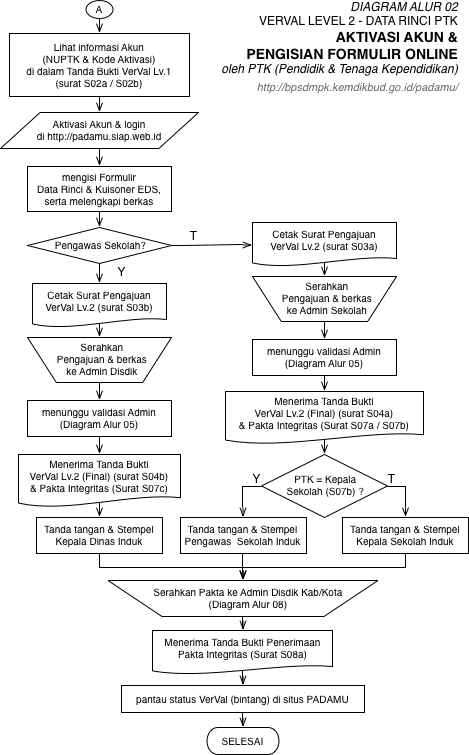 A
DIAGRAM ALUR 02
VERVAL LEVEL 2 - DATA RINCI PTK
AKTIVASI AKUN &
PENGISIAN FORMULIR ONLINE
oleh PTK (Pendidik & Tenaga Kependidikan)
http://bpsdmpk.kemdikbud.go.id/padamu/
Lihat informasi Akun
(NUPTK & Kode Aktivasi)
di dalam Tanda Bukti VerVal Lv.1
(surat S02a / S02b)
Aktivasi Akun & login
di http://padamu.siap.web.id
mengisi Formulir
Data Rinci & Kuisoner EDS,
serta melengkapi berkas
Pengawas Sekolah?
T
Y
Cetak Surat Pengajuan
VerVal Lv.2 (surat S03a)
Serahkan
Pengajuan & berkas
ke Admin Sekolah
menunggu validasi Admin
(Diagram Alur 05)
Menerima Tanda Bukti
VerVal Lv.2 (Final) (surat S04a)
& Pakta Integritas (Surat S07a / S07b)
PTK = Kepala
Sekolah (S07b) ?
Y
T
Cetak Surat Pengajuan
VerVal Lv.2 (surat S03b)
Serahkan
Pengajuan & berkas
ke Admin Disdik
menunggu validasi Admin
(Diagram Alur 05)
Menerima Tanda Bukti
VerVal Lv.2 (Final) (surat S04b)
& Pakta Integritas (Surat S07c)
Tanda tangan & Stempel
Kepala Dinas Induk
Tanda tangan & Stempel
Pengawas Sekolah Induk
Tanda tangan & Stempel
Kepala Sekolah Induk
Serahkan Pakta ke Admin Disdik Kab/Kota
(Diagram Alur 08)
Menerima Tanda Bukti Penerimaan
Pakta Integritas (Surat S08a)
pantau status VerVal (bintang) di situs PADAMU
SELESAI